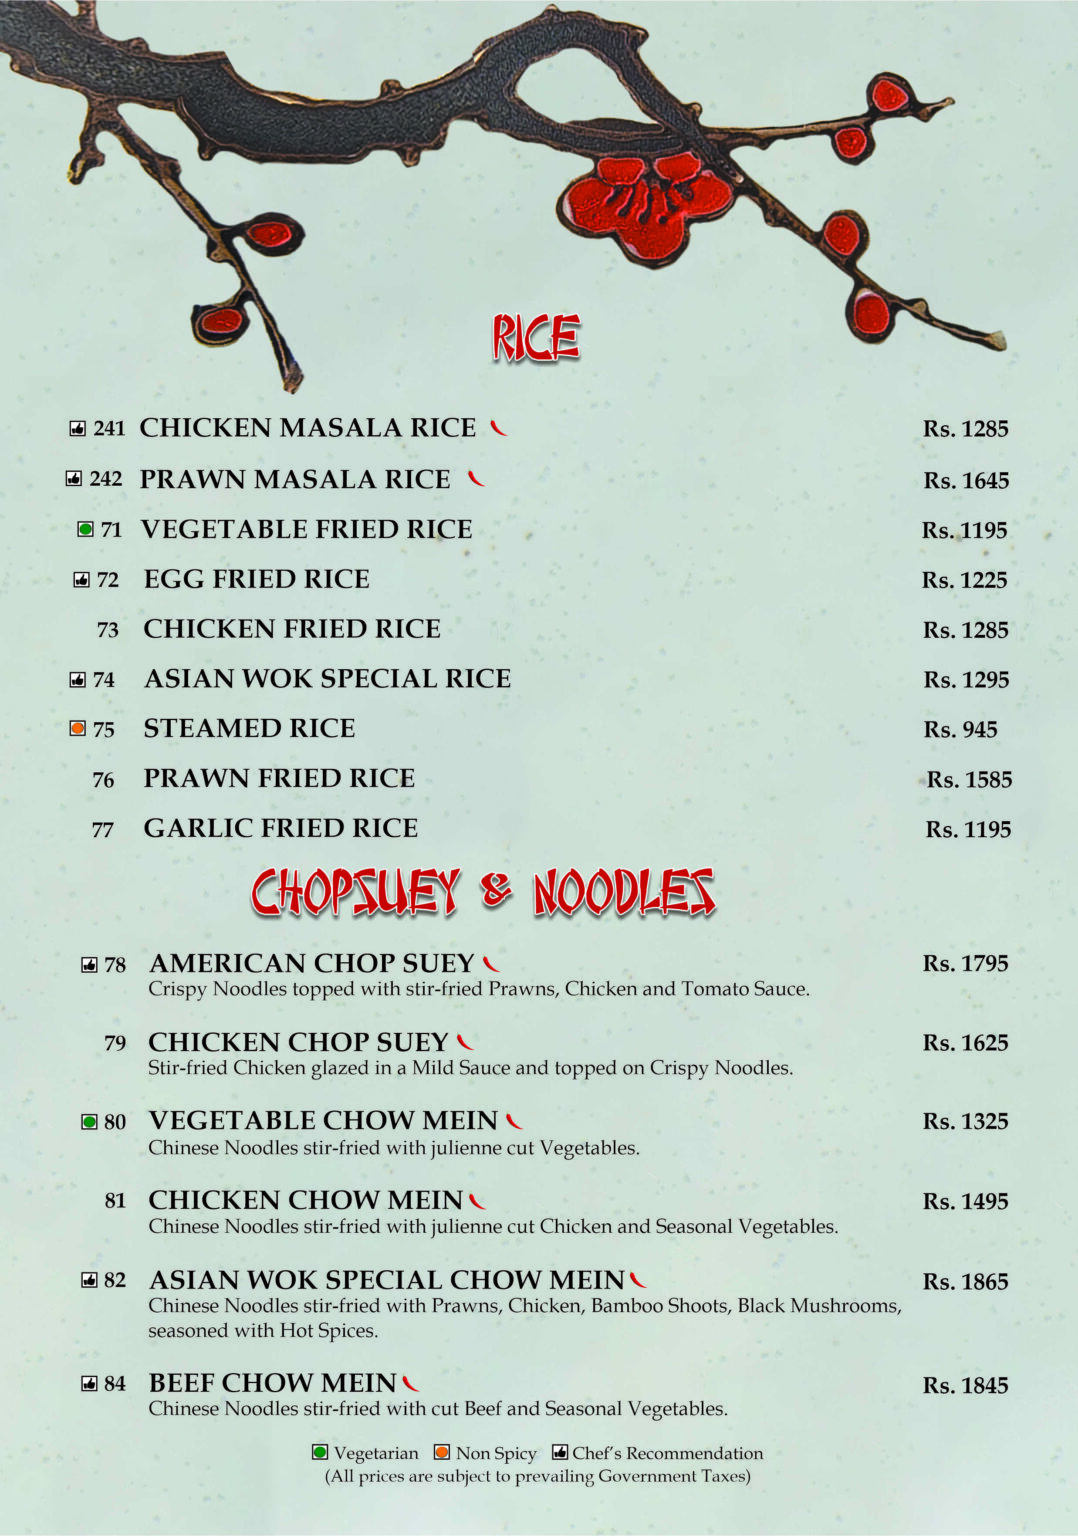 RICE
241 CHICKEN MASALA RICE Rs. 1285
242 PRAWN MASALA RICE Rs. 1645
71 VEGETABLE FRIED RICE Rs. 1195
72 EGG FRIED RICE Rs. 1225
73 CHICKEN FRIED RICE Rs. 1285
74 ASIAN WOK SPECIAL RICE Rs. 1295
75 STEAMED RICE Rs. 945
76 PRAWN FRIED RICE Rs. 1585
77 GARLIC FRIED RICE Rs. 1195
CHOPSUEY & NOODLES
78 AMERICAN CHOP SUEY Rs. 1795
Crispy Noodles topped with stir-fried Prawns, Chicken and Tomato Sauce.
79 CHICKEN CHOP SUEY Rs. 1625
Stir-fried Chicken glazed in a Mild Sauce and topped on Crispy Noodles.
80 VEGETABLE CHOW MEIN Rs. 1325
Chinese Noodles stir-fried with julienne cut Vegetables.
81 CHICKEN CHOW MEIN Rs. 1495
Chinese Noodles stir-fried with julienne cut Chicken and Seasonal Vegetables.
82 ASIAN WOK SPECIAL CHOW MEIN Rs. 1865
Chinese Noodles stir-fried with Prawns, Chicken, Bamboo Shoots, Black Mushrooms,
seasoned with Hot Spices.
84 BEEF CHOW MEIN Rs. 1845
Chinese Noodles stir-fried with cut Beef and Seasonal Vegetables.
Vegetarian Non Spicy Chef's Recommendation
(All prices are subject to prevailing Government Taxes)